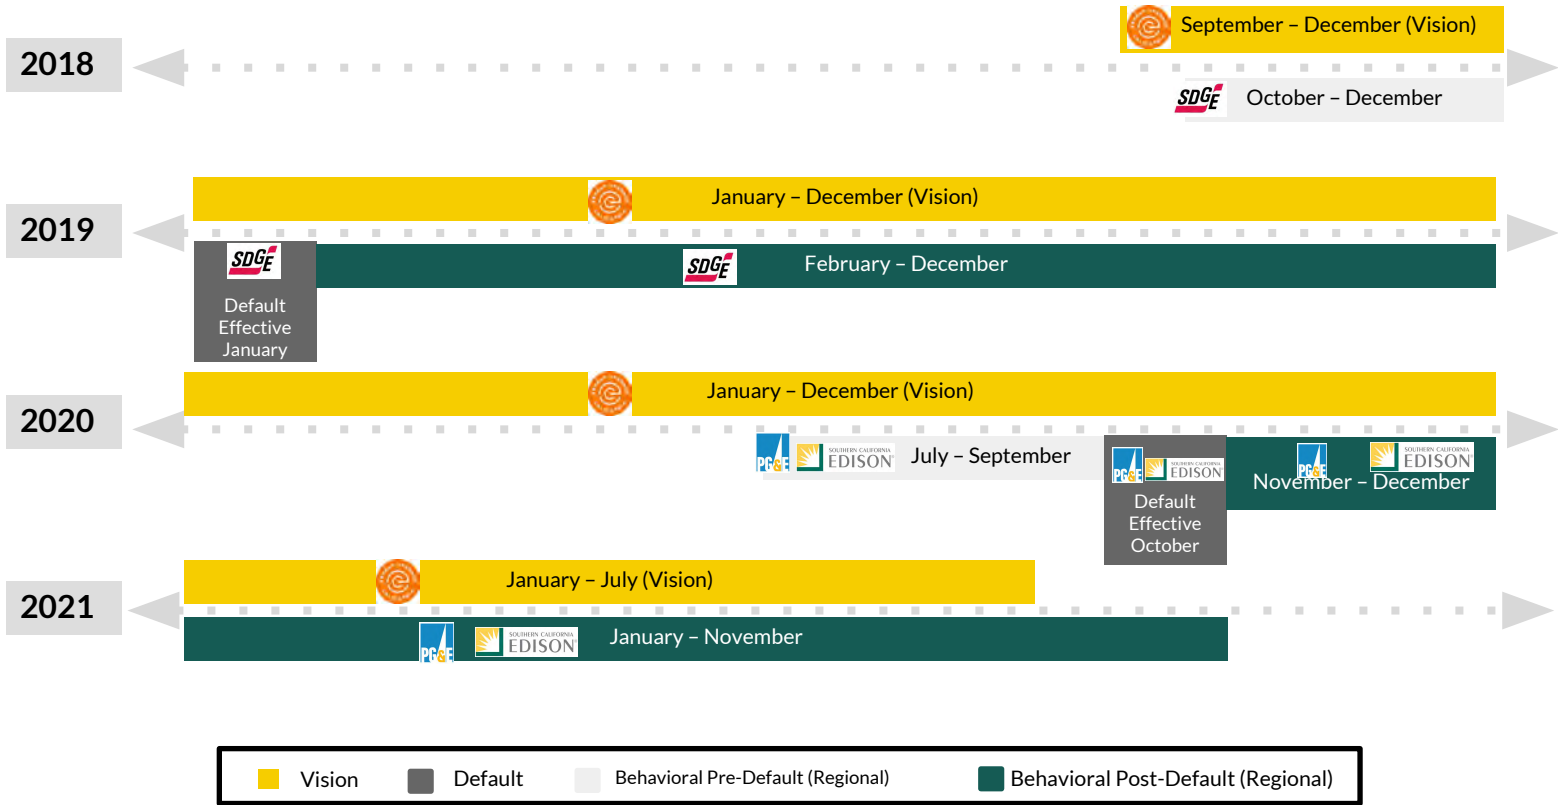 September – December (Vision)
2018
SDGE October – December
January – December (Vision)
2019
SDGE
SDGE February – December
Default
Effective
January
January – December (Vision)
2020
PG&E SOUTHERN CALIFORNIA EDISON® July – September
PG&E SOUTHERN CALIFORNIA EDISON®
Default
Effective
October
PG&E SOUTHERN CALIFORNIA EDISON®
November – December
January – July (Vision)
2021
PG&E SOUTHERN CALIFORNIA EDISON® January – November
Vision Default Behavioral Pre-Default (Regional) Behavioral Post-Default (Regional)